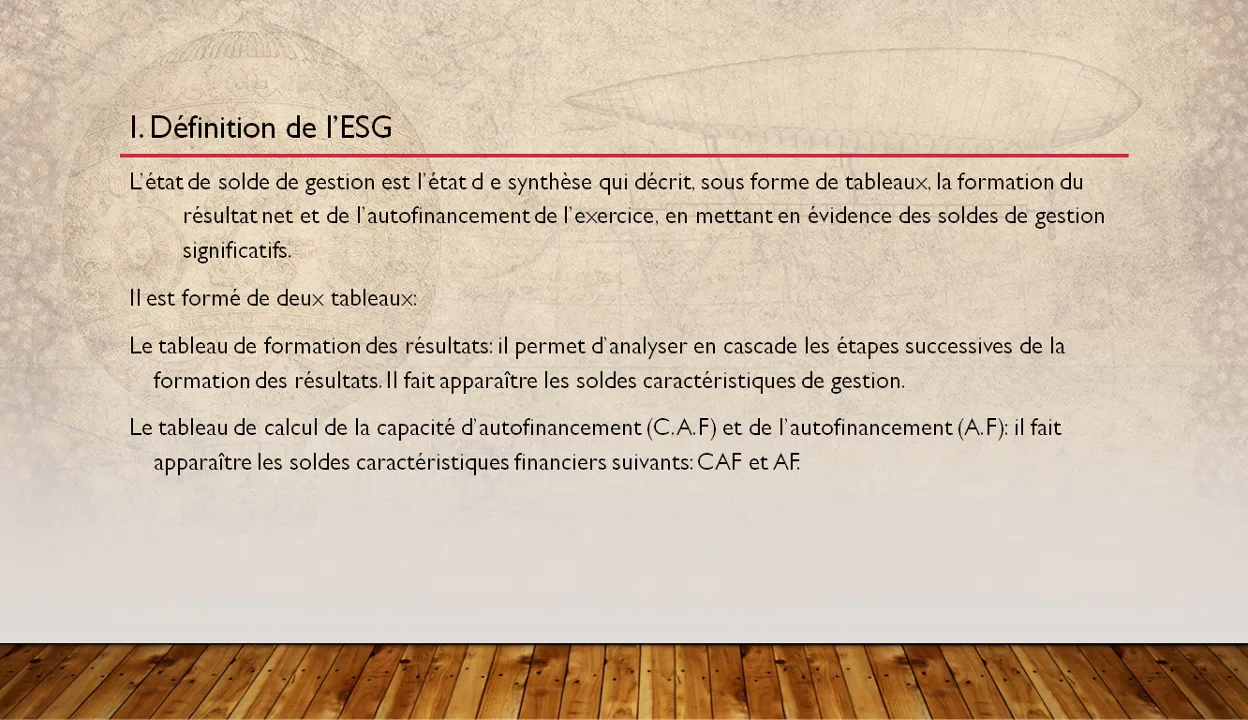 1. Définition de l’ESG
L’état de solde de gestion est l’état d e synthèse qui décrit, sous forme de tableaux, la formation du
résultat net et de l’autofinancement de l’exercice, en mettant en évidence des soldes de gestion
significatifs.
Il est formé de deux tableaux:
Le tableau de formation des résultats: il permet d’analyser en cascade les étapes successives de la
formation des résultats. Il fait apparaître les soldes caractéristiques de gestion.
Le tableau de calcul de la capacité d’autofinancement (C.A.F) et de l’autofinancement (A.F): il fait
apparaître les soldes caractéristiques financiers suivants: CAF et AF.